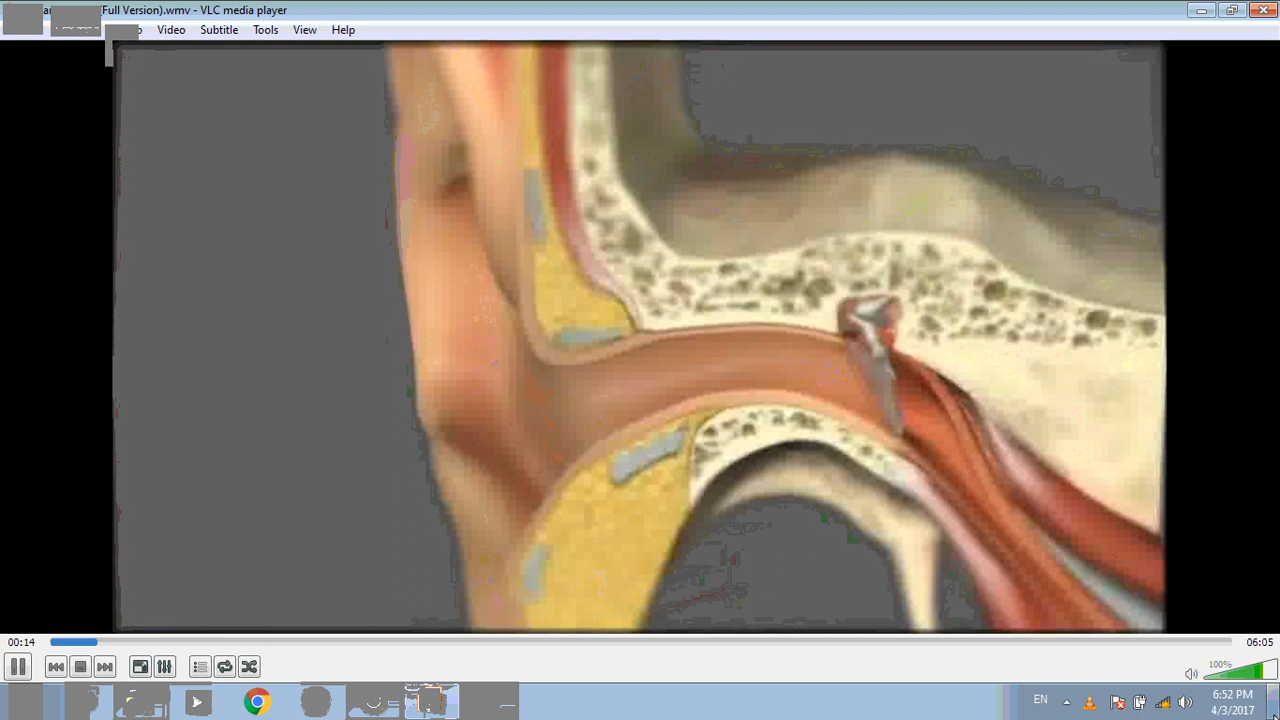 (Full Version).wmv - VLC media player
Video Subtitle Tools View Help
00:14
06:05
100%
EN
6:52 PM
4/3/2017